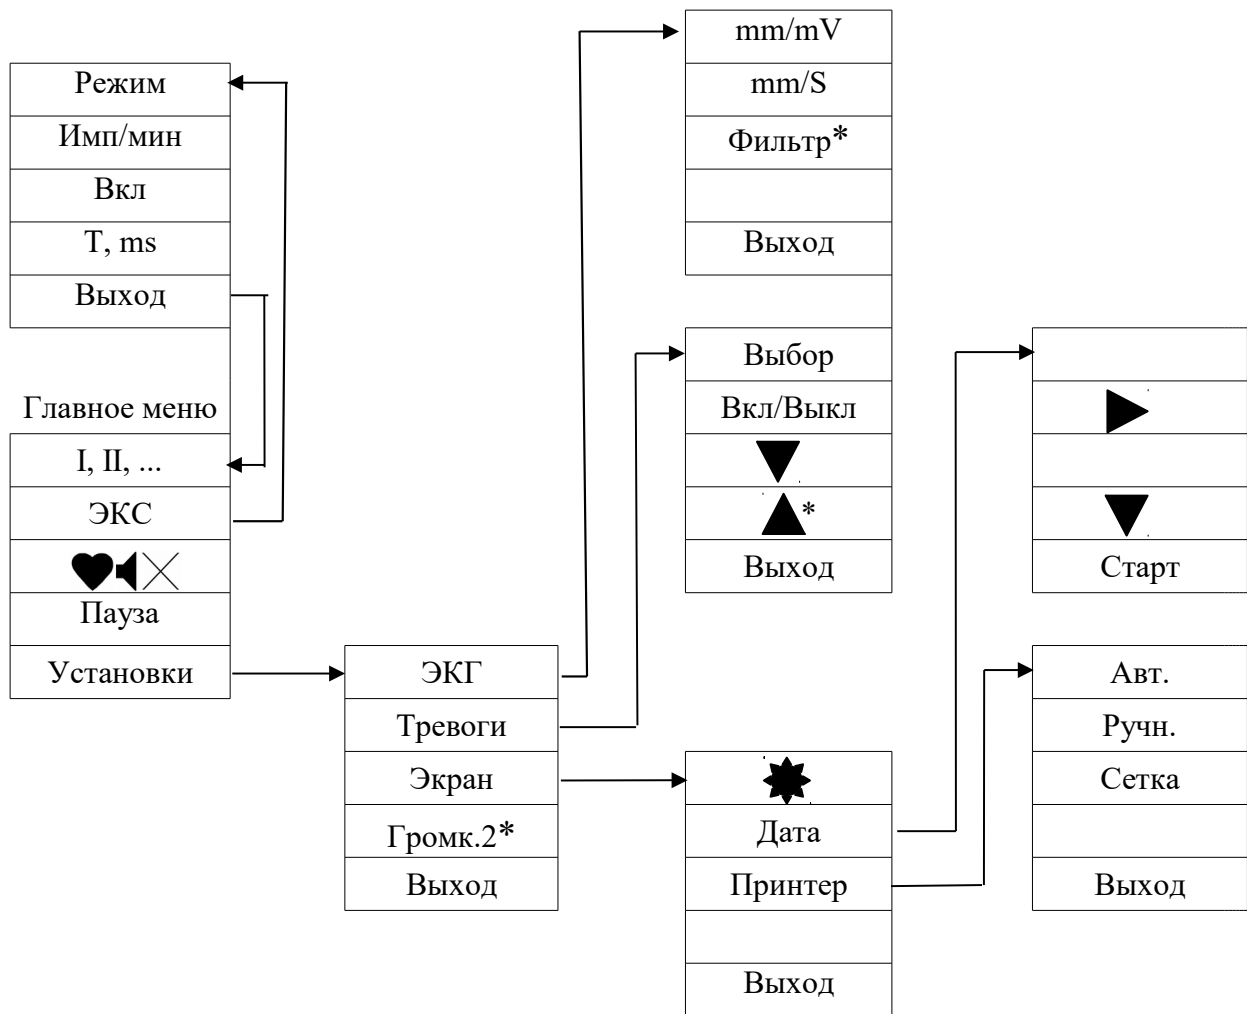 Режим
Имп/мин
Вкл
T, ms
Выход
Главное меню
I, II, ...
ЭКС
Пауза
Установки
ЭКГ
Тревоги
Экран
Громк.2*
Выход
mm/mV
mm/S
Фильтр*
Выход
Выбор
Вкл/Выкл
*
Выход
Дата
Принтер
Выход
Старт
Авт.
Ручн.
Сетка
Выход